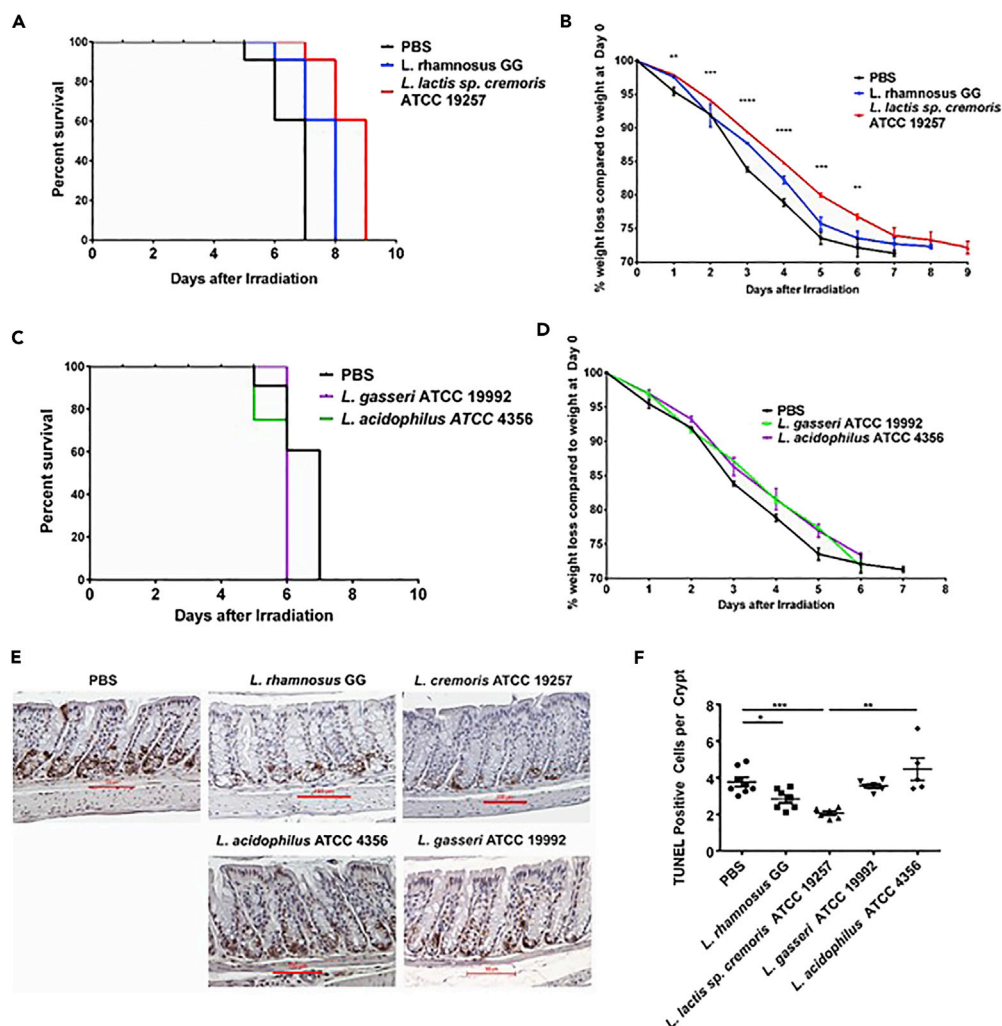 A
Percent survival
100
80
60
40
20
0
0 2 4 6 8 10
Days after Irradiation
PBS
L. rhamnosus GG
L. lactis sp. cremoris
ATCC 19257
B
% weight loss compared to weight at Day 0
100
95
90
85
80
75
70
** *** **** **** *** **
0 1 2 3 4 5 6 7 8 9
Days after Irradiation
PBS
L. rhamnosus GG
L. lactis sp. cremoris
ATCC 19257
C
Percent survival
100
80
60
40
20
0
0 2 4 6 8 10
Days after Irradiation
PBS
L. gasseri ATCC 19992
L. acidophilus ATCC 4356
D
% weight loss compared to weight at Day 0
100
95
90
85
80
75
70
0 1 2 3 4 5 6 7 8
Days after Irradiation
PBS
L. gasseri ATCC 19992
L. acidophilus ATCC 4356
E
PBS
L. rhamnosus GG
L. cremoris ATCC 19257
L. acidophilus ATCC 4356
L. gasseri ATCC 19992
F
TUNEL Positive Cells per Crypt
8
6
4
2
0
*** **
*
PBS
L. rhamnosus GG
L. lactis sp. cremoris ATCC 19257
L. gasseri ATCC 19992
L. acidophilus ATCC 4356